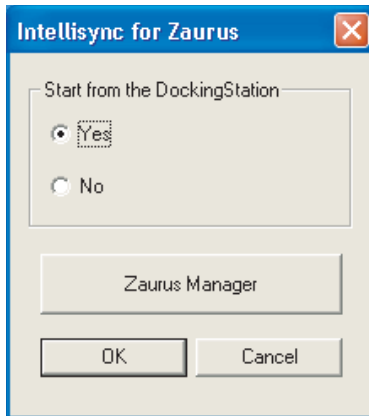 Intellisync for Zaurus
Start from the DockingStation
Yes
No
Zaurus Manager
OK
Cancel